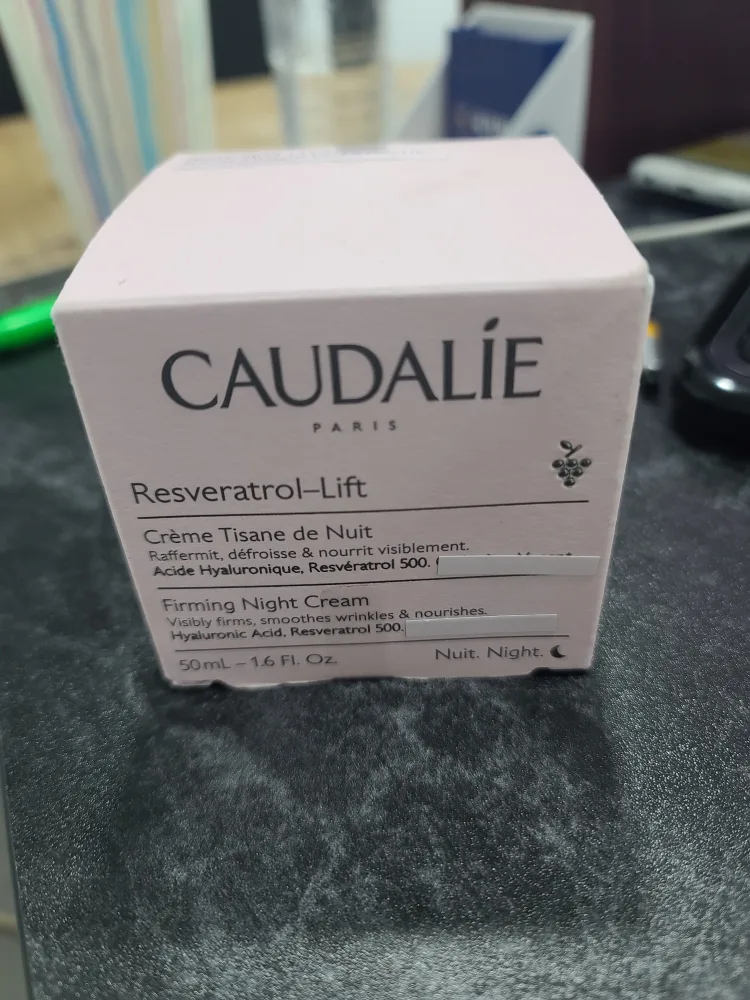 CAUDALÍE
PARIS
Resveratrol–Lift
Crème Tisane de Nuit
Raffermit, défroisse & nourrit visiblement.
Acide Hyaluronique, Resvératrol 500.
Firming Night Cream
Visibly firms, smoothes wrinkles & nourishes.
Hyaluronic Acid, Resveratrol 500.
50 mL – 1.6 Fl. Oz.
Nuit. Night.